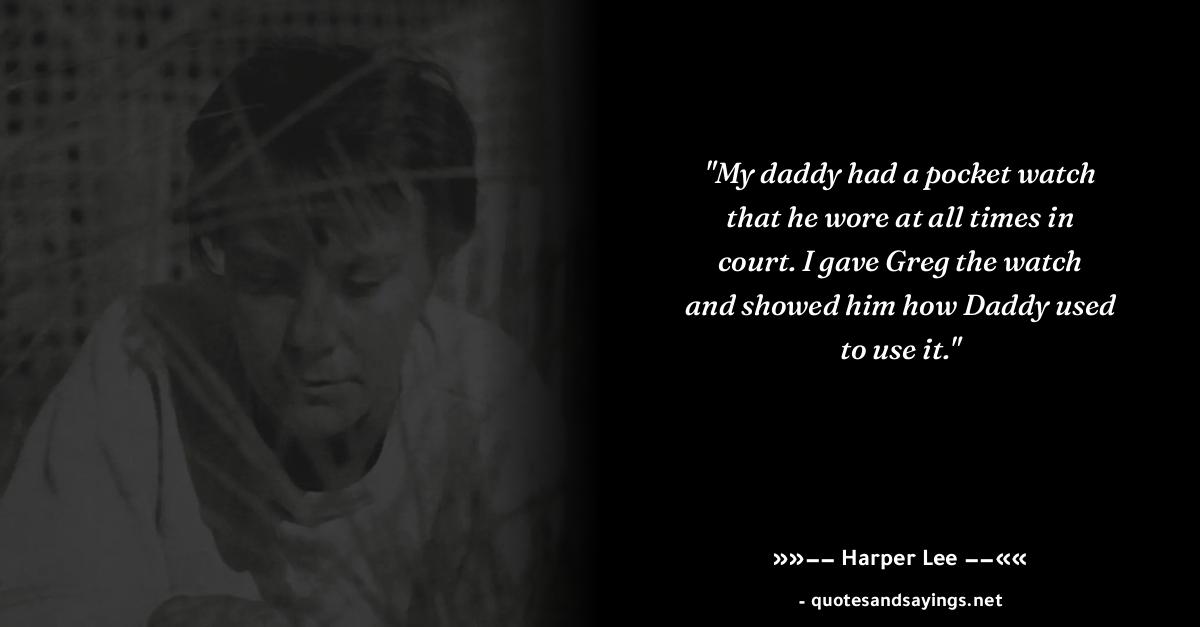 "My daddy had a pocket watch
that he wore at all times in
court. I gave Greg the watch
and showed him how Daddy used
to use it."
»»―― Harper Lee ――««
- quotesandsayings.net